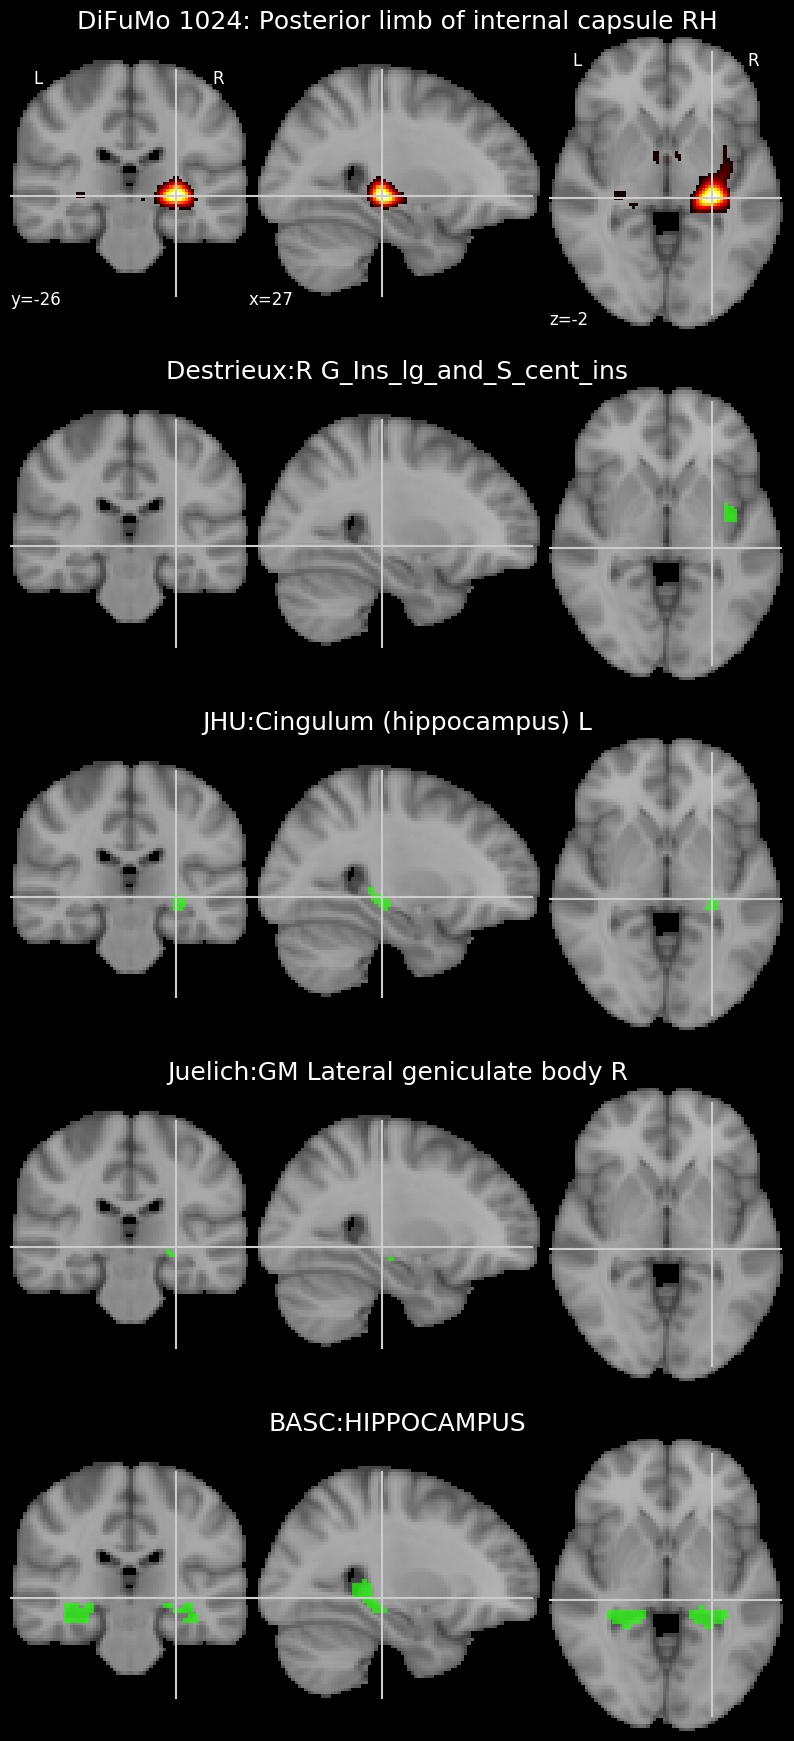 DiFuMo 1024: Posterior limb of internal capsule RH
L R L R
y=-26 x=27 z=-2
Destrieux:R G_Ins_lg_and_S_cent_ins
JHU:Cingulum (hippocampus) L
Juelich:GM Lateral geniculate body R
BASC:HIPPOCAMPUS